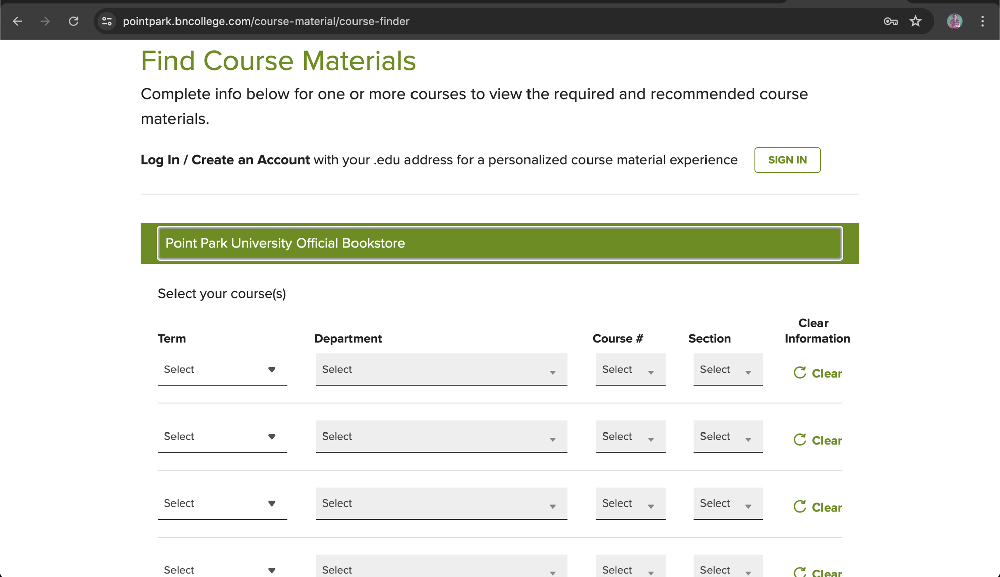 pointpark.bncollege.com/course-material/course-finder
Find Course Materials
Complete info below for one or more courses to view the required and recommended course
materials.
Log In / Create an Account with your .edu address for a personalized course material experience SIGN IN
Point Park University Official Bookstore
Select your course(s)
Term Department Course # Section Clear Information
Select Select Select Select Clear
Select Select Select Select Clear
Select Select Select Select Clear
Select Select Select Select Clear